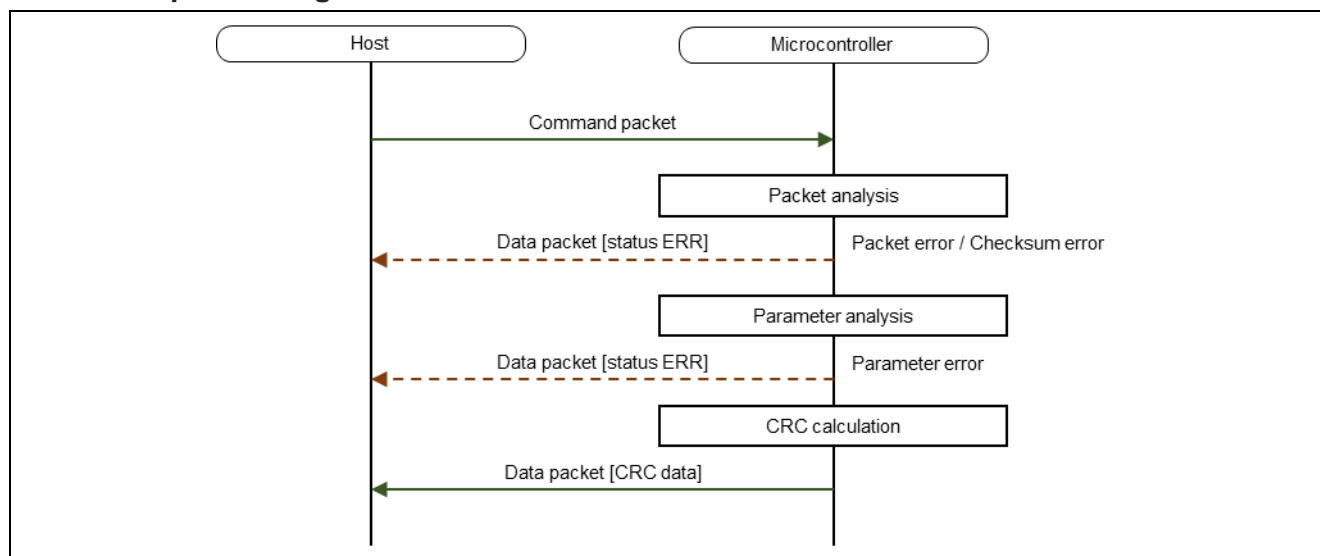 Host
Microcontroller
Command packet
Packet analysis
Data packet [status ERR]
Packet error / Checksum error
Parameter analysis
Data packet [status ERR]
Parameter error
CRC calculation
Data packet [CRC data]